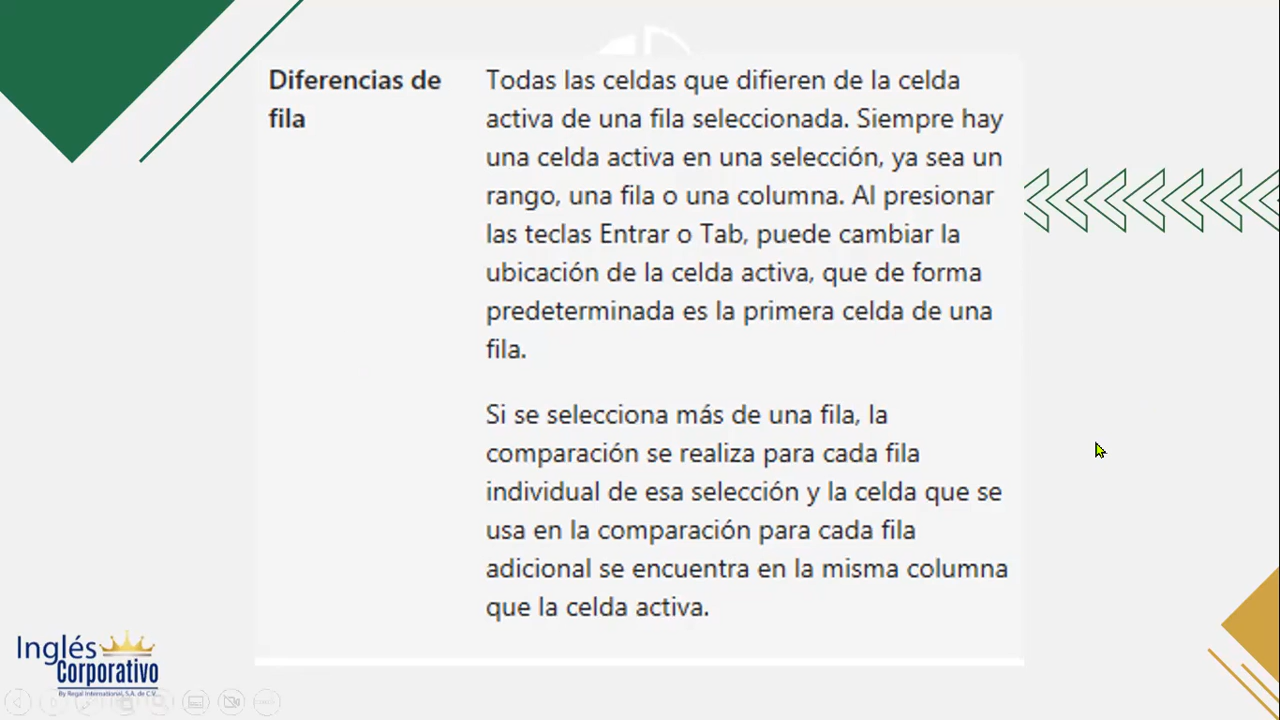 Diferencias de
fila
Todas las celdas que difieren de la celda
activa de una fila seleccionada. Siempre hay
una celda activa en una selección, ya sea un
rango, una fila o una columna. Al presionar
las teclas Entrar o Tab, puede cambiar la
ubicación de la celda activa, que de forma
predeterminada es la primera celda de una
fila.
Si se selecciona más de una fila, la
comparación se realiza para cada fila
individual de esa selección y la celda que se
usa en la comparación para cada fila
adicional se encuentra en la misma columna
que la celda activa.
Inglés
Corporativo
By Regal International, S.A. de C.V.